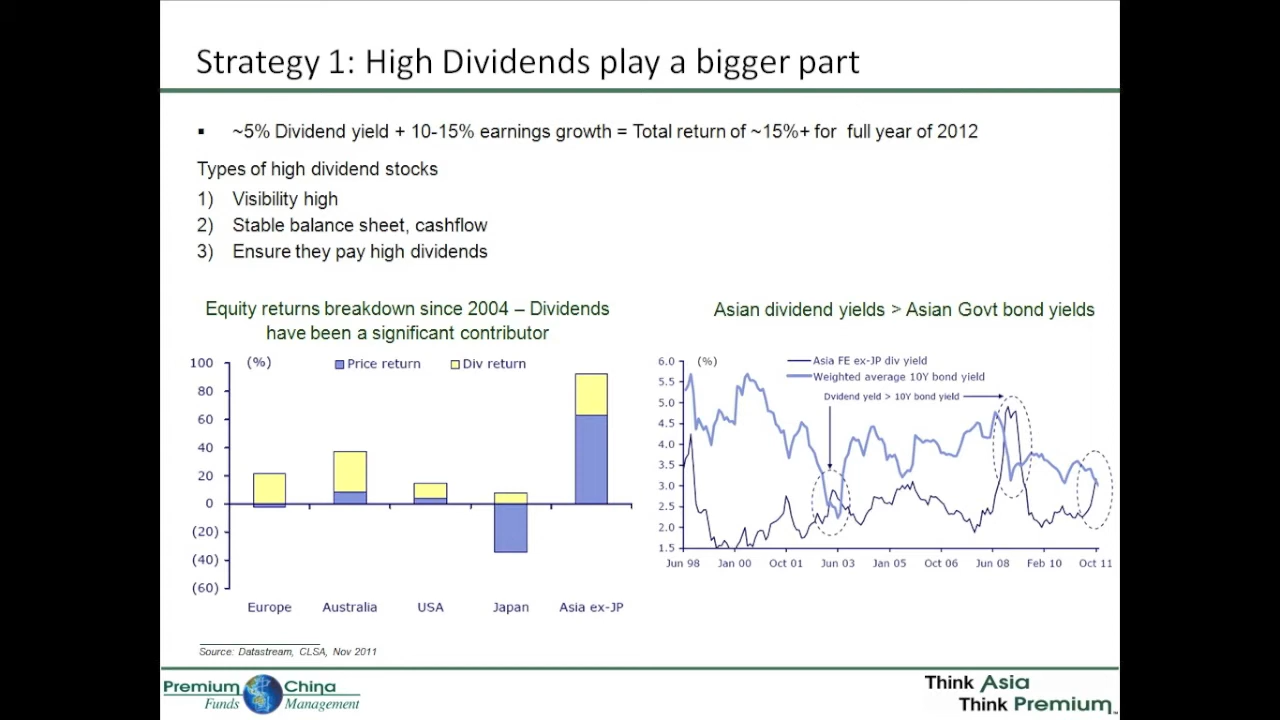 Strategy 1: High Dividends play a bigger part
▪ ~5% Dividend yield + 10-15% earnings growth = Total return of ~15%+ for full year of 2012
Types of high dividend stocks
1) Visibility high
2) Stable balance sheet, cashflow
3) Ensure they pay high dividends
Equity returns breakdown since 2004 – Dividends
have been a significant contributor
100 (%) Price return Div return
80
60
40
20
0
(20)
(40)
(60)
Europe Australia USA Japan Asia ex-JP
Asian dividend yields > Asian Govt bond yields
6.0 (%) Asia FE ex-JP div yield
Weighted average 10Y bond yield
5.5
Dvidend yeld > 10Y bond yield
5.0
4.5
4.0
3.5
3.0
2.5
2.0
1.5
Jun 98 Jan 00 Oct 01 Jun 03 Jan 05 Oct 06 Jun 08 Feb 10 Oct 11
Source: Datastream, CLSA, Nov 2011
Premium China
Funds Management
Think Asia
Think Premium™